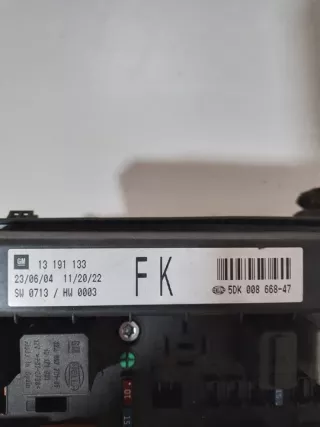 GM 13 191 133
23/06/04 11/20/22
SW 0713 / HW 0003
FK
5DK 008 668-47